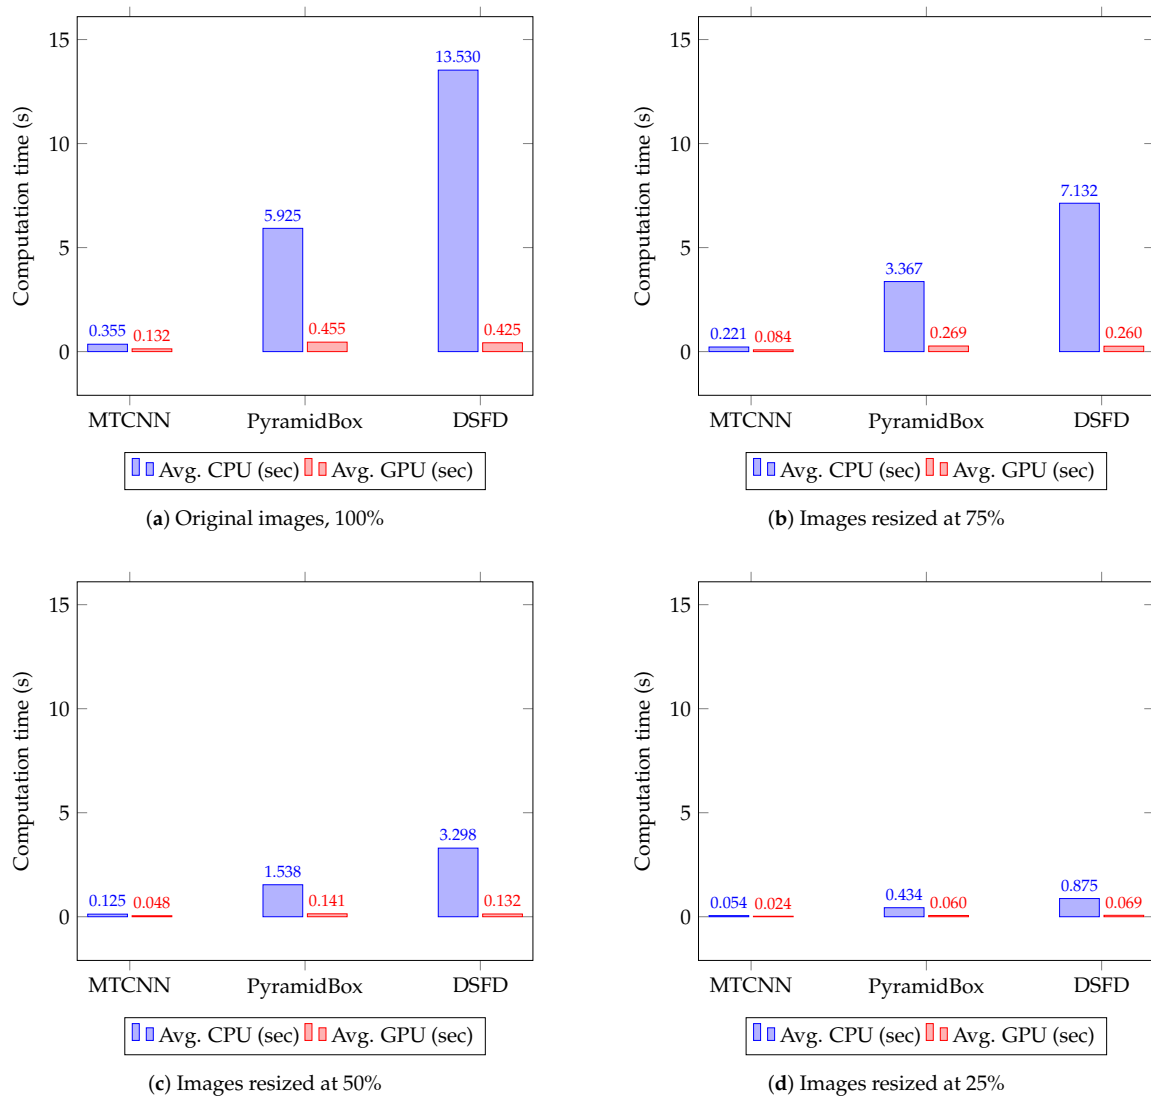 Computation time (s)
15
10
5
0
0.355
0.132
5.925
0.455
13.530
0.425
MTCNN
PyramidBox
DSFD
Avg. CPU (sec) Avg. GPU (sec)
(a) Original images, 100%
Computation time (s)
15
10
5
0
0.221
0.084
3.367
0.269
7.132
0.260
MTCNN
PyramidBox
DSFD
Avg. CPU (sec) Avg. GPU (sec)
(b) Images resized at 75%
Computation time (s)
15
10
5
0
0.125
0.048
1.538
0.141
3.298
0.132
MTCNN
PyramidBox
DSFD
Avg. CPU (sec) Avg. GPU (sec)
(c) Images resized at 50%
Computation time (s)
15
10
5
0
0.054
0.024
0.434
0.060
0.875
0.069
MTCNN
PyramidBox
DSFD
Avg. CPU (sec) Avg. GPU (sec)
(d) Images resized at 25%